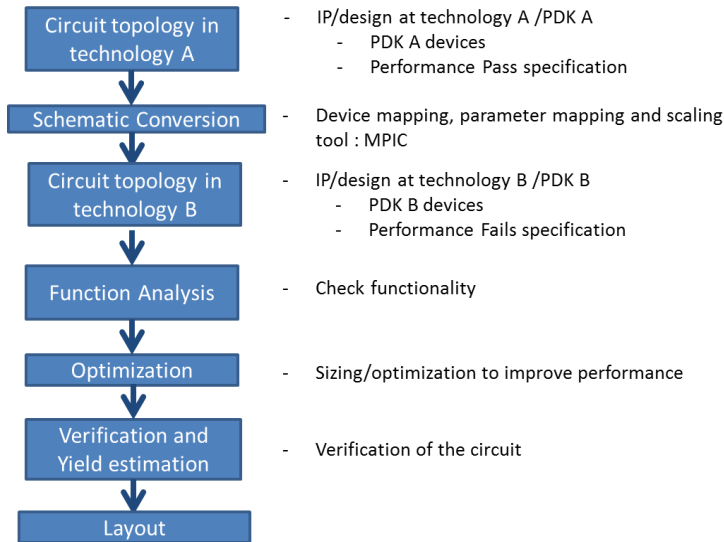 Circuit topology in
technology A
- IP/design at technology A /PDK A
- PDK A devices
- Performance Pass specification
Schematic Conversion
- Device mapping, parameter mapping and scaling
tool : MPIC
Circuit topology in
technology B
- IP/design at technology B /PDK B
- PDK B devices
- Performance Fails specification
Function Analysis
- Check functionality
Optimization
- Sizing/optimization to improve performance
Verification and
Yield estimation
- Verification of the circuit
Layout